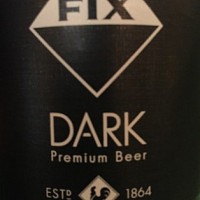 FIX
DARK
Premium Beer
ESTD 1864